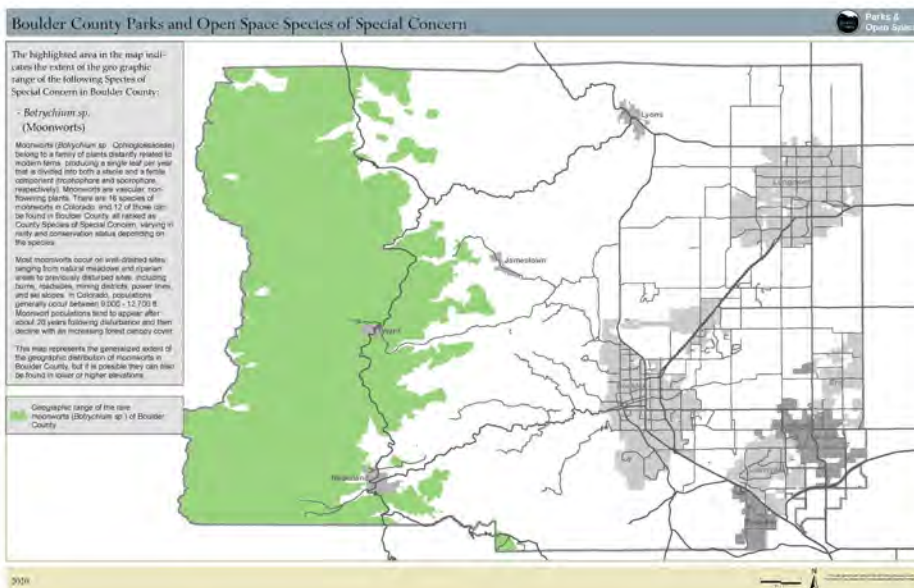 Boulder County Parks and Open Space Species of Special Concern
Parks &
Open Space
The highlighted area in the map indi-
cates the extent of the geo graphic
range of the following Species of
Special Concern in Boulder County:
- Botrychium sp.
(Moonworts)
Moonworts (Botrychium sp. Ophioglossaceae)
belong to a family of plants distantly related to
modern ferns, producing a single leaf per year
that is divided into both a sterile and a fertile
component (trophophore and sporophore,
respectively). Moonworts are vascular, non-
flowering plants. There are 16 species of
moonworts in Colorado, and 12 of those can
be found in Boulder County, all ranked as
County Species of Special Concern, varying in
rarity and conservation status depending on
the species.
Most moonworts occur on well-drained sites
ranging from natural meadows and riparian
areas to previously disturbed sites, including
burns, roadsides, mining districts, power lines,
and ski slopes. In Colorado, populations
generally occur between 9,000 - 12,700 ft.
Moonwort populations tend to appear after
about 20 years following disturbance and then
decline with an increasing forest canopy cover.
This map represents the generalized extent of
the geographic distribution of moonworts in
Boulder County, but it is possible they can also
be found in lower or higher elevations.
Geographic range of the rare
moonworts (Botrychium sp.) of Boulder
County
Lyons
Longmont
Jamestown
Ward
Nederland
N
2020